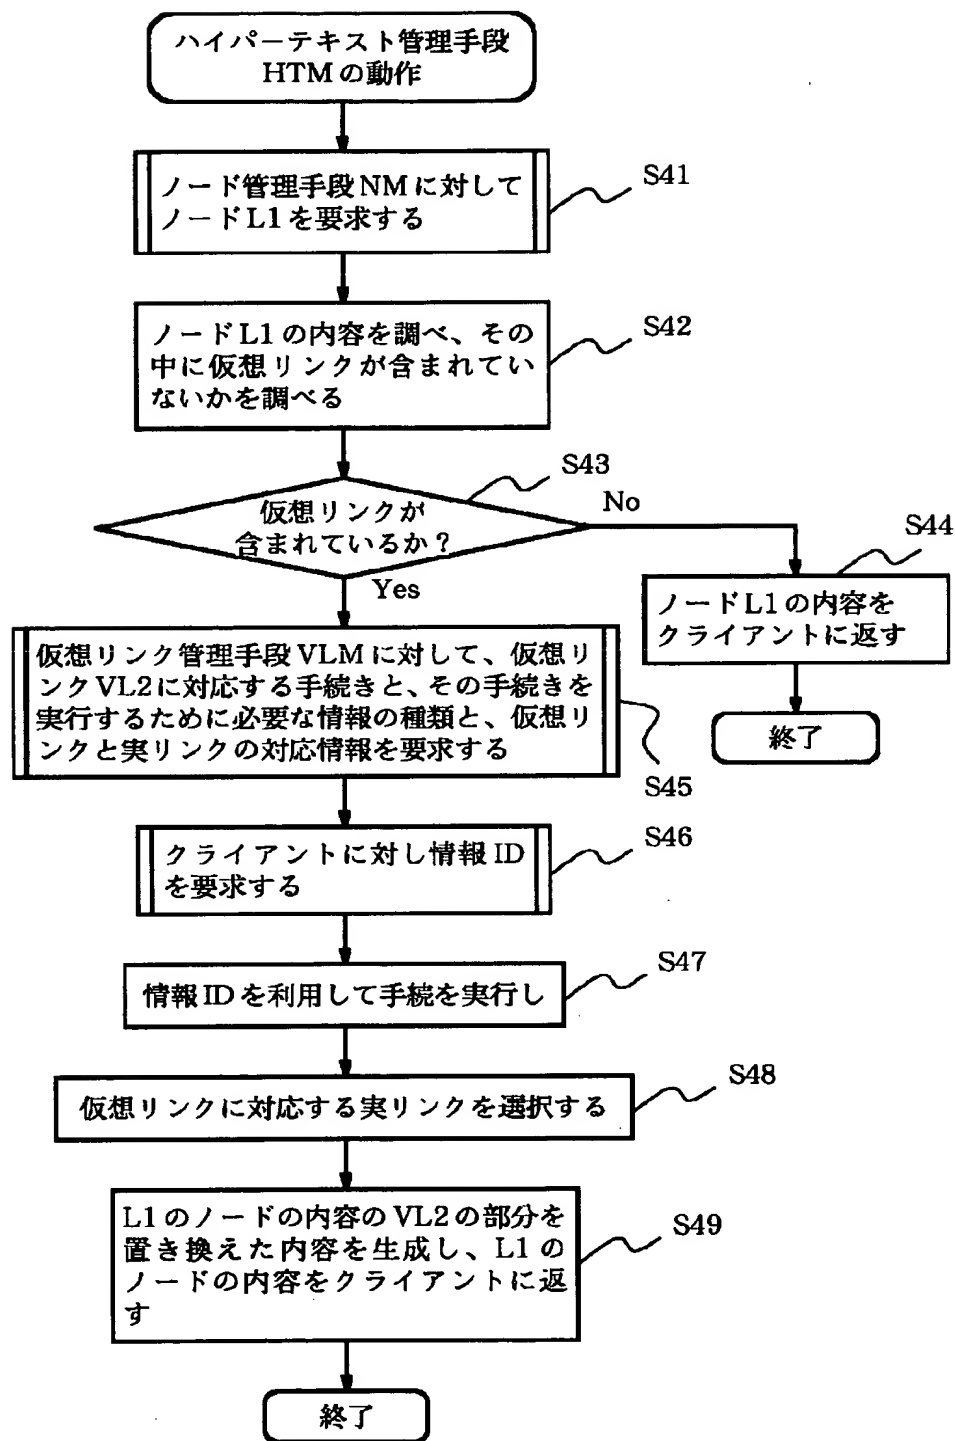 ハイパーテキスト管理手段
HTMの動作
ノード管理手段NMに対して
ノードL1を要求する
S41
ノードL1の内容を調べ、その
中に仮想リンクが含まれてい
ないかを調べる
S42
仮想リンクが
含まれているか？
S43
No
Yes
ノードL1の内容を
クライアントに返す
S44
終了
仮想リンク管理手段VLMに対して、仮想リ
ンクVL2に対応する手続きと、その手続きを
実行するために必要な情報の種類と、仮想リ
ンクと実リンクの対応情報を要求する
S45
クライアントに対し情報ID
を要求する
S46
情報IDを利用して手続を実行し
S47
仮想リンクに対応する実リンクを選択する
S48
L1のノードの内容のVL2の部分を
置き換えた内容を生成し、L1の
ノードの内容をクライアントに返
す
S49
終了